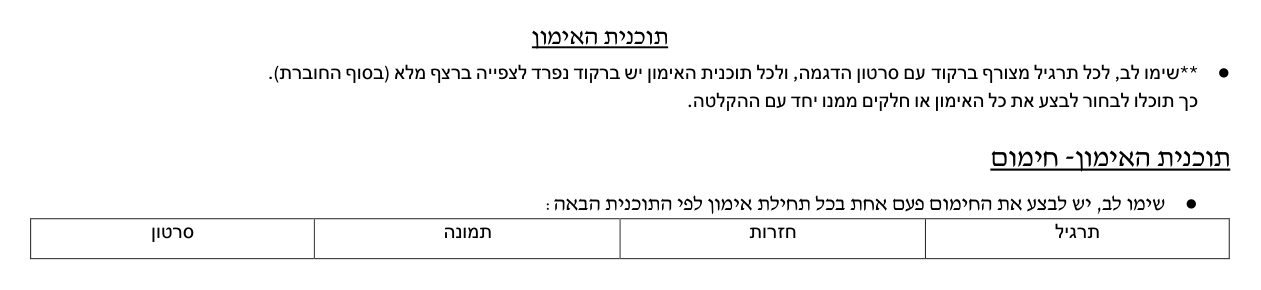 תוכנית האימון
● **שימו לב, לכל תרגיל מצורף ברקוד עם סרטון הדגמה, ולכל תוכנית האימון יש ברקוד נפרד לצפייה ברצף מלא (בסוף החוברת).
כך תוכלו לבחור לבצע את כל האימון או חלקים ממנו יחד עם ההקלטה.
תוכנית האימון- חימום
● שימו לב, יש לבצע את החימום פעם אחת בכל תחילת אימון לפי התוכנית הבאה:
תרגיל חזרות תמונה סרטון